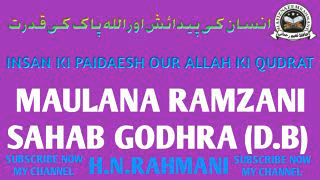 انسان کی پیدائش اور اللہ پاک کی قدرت
INSAN KI PAIDAESH OUR ALLAH KI QUDRAT
MAULANA RAMZANI
SAHAB GODHRA (D.B)
SUBSCRIBE NOW
MY CHANNEL
H.N.RAHMANI
SUBSCRIBE NOW
MY CHANNEL